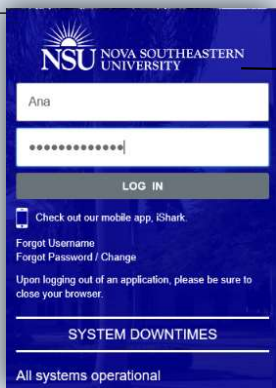 NSU NOVA SOUTHEASTERN
UNIVERSITY
Ana
•••••••••••••
LOG IN
Check out our mobile app, iShark.
Forgot Username
Forgot Password / Change
Upon logging out of an application, please be sure to
close your browser.
SYSTEM DOWNTIMES
All systems operational